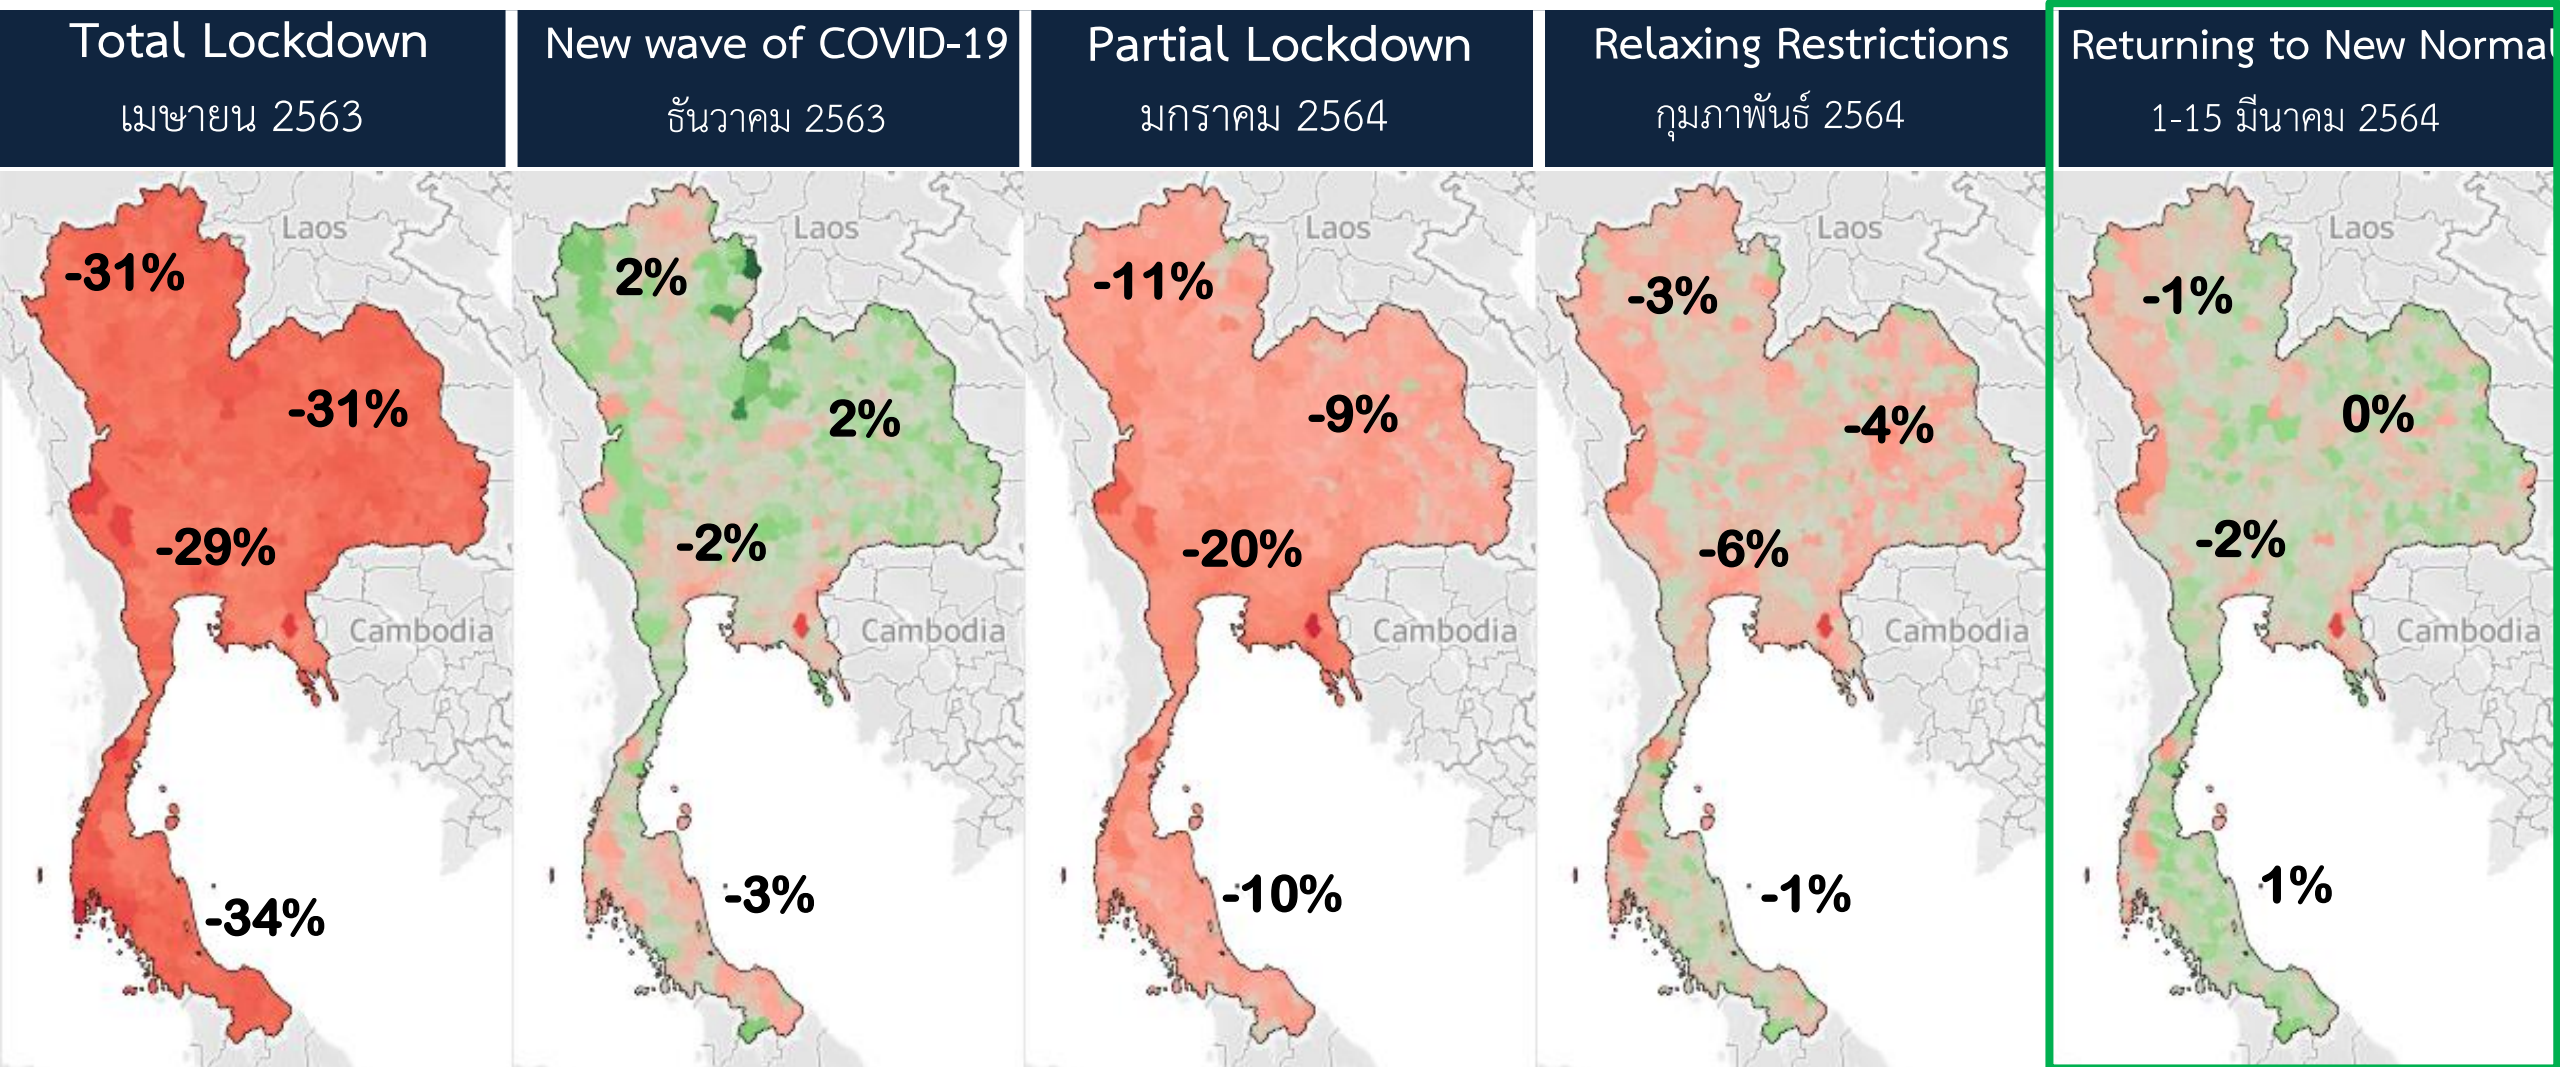 Total Lockdown
เมษายน 2563
New wave of COVID-19
ธันวาคม 2563
Partial Lockdown
มกราคม 2564
Relaxing Restrictions
กุมภาพันธ์ 2564
Returning to New Normal
1-15 มีนาคม 2564
Laos
-31%
-31%
-29%
Cambodia
-34%
Laos
2%
2%
-2%
Cambodia
-3%
Laos
-11%
-9%
-20%
Cambodia
-10%
Laos
-3%
-4%
-6%
Cambodia
-1%
Laos
-1%
0%
-2%
Cambodia
1%